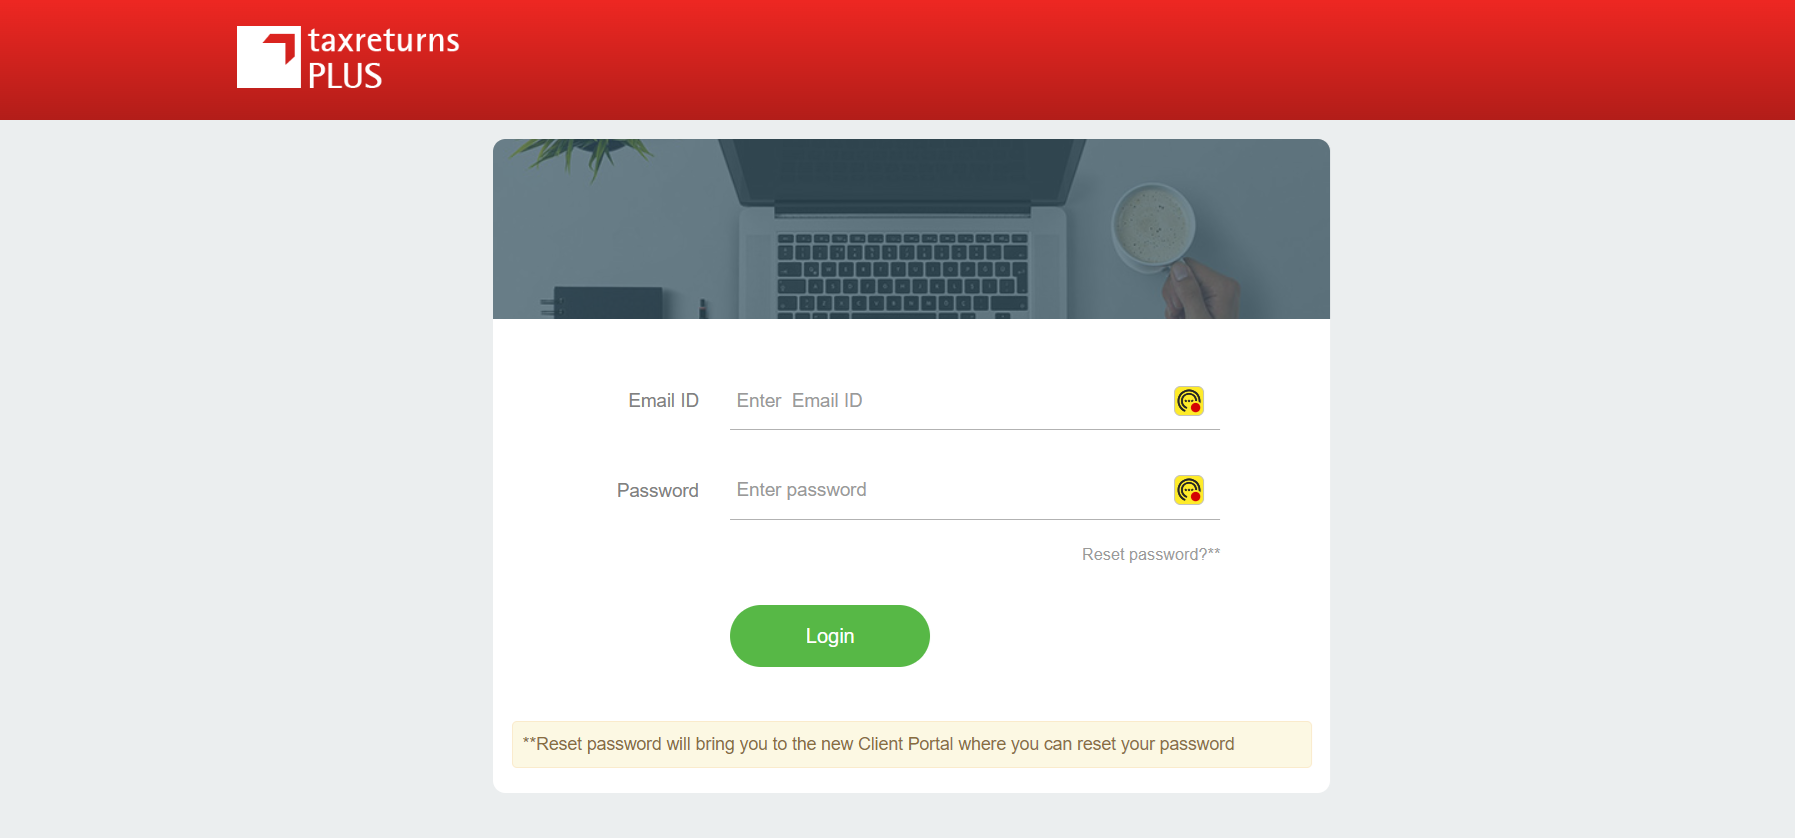 taxreturns
PLUS
Email ID
Enter  Email ID
Password
Enter password
Reset password?**
Login
**Reset password will bring you to the new Client Portal where you can reset your password